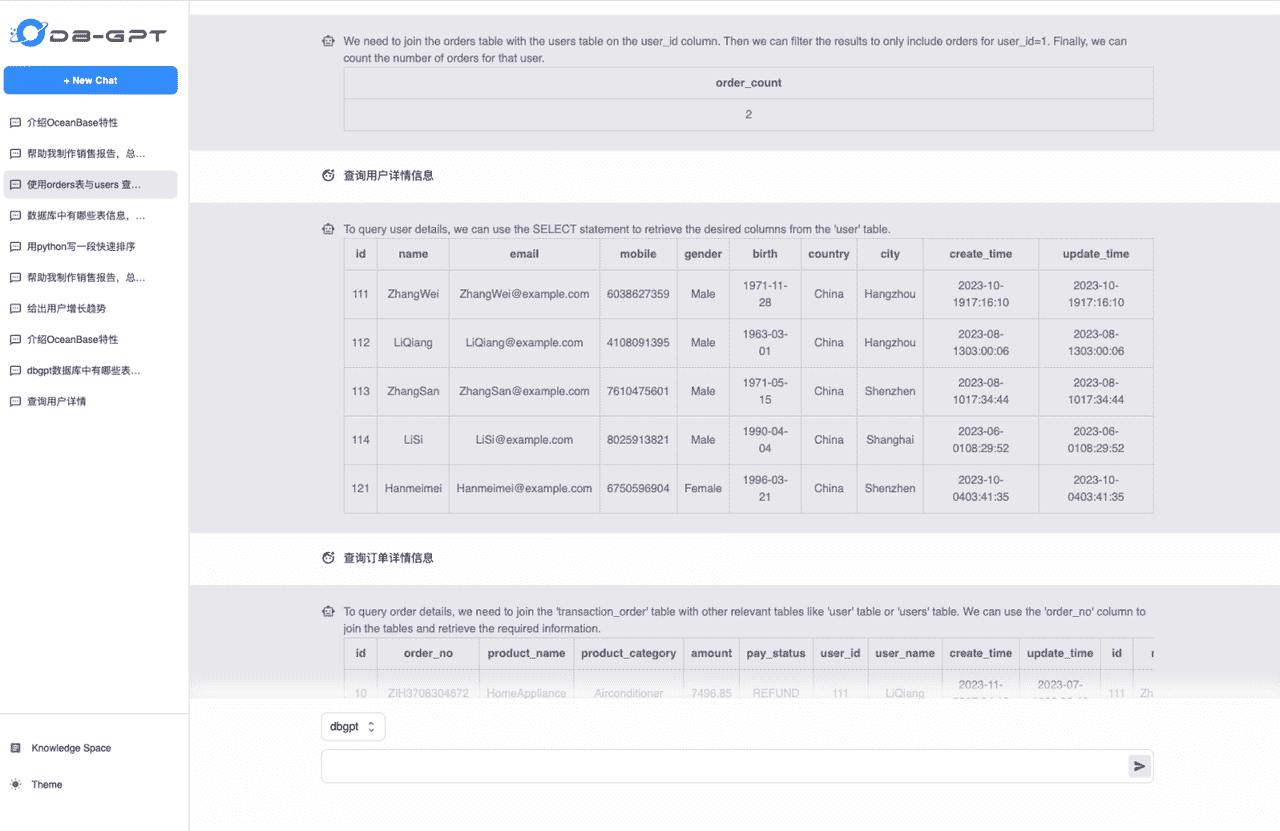 DB-GPT
+ New Chat
介绍OceanBase特性
帮助我制作销售报告，总...
使用orders表与users 查...
数据库中有哪些表信息，...
用python写一段快速排序
帮助我制作销售报告，总...
给出用户增长趋势
介绍OceanBase特性
dbgpt数据库中有哪些表...
查询用户详情
Knowledge Space
Theme
We need to join the orders table with the users table on the user_id column. Then we can filter the results to only include orders for user_id=1. Finally, we can
count the number of orders for that user.
order_count
2
查询用户详情信息
To query user details, we can use the SELECT statement to retrieve the desired columns from the 'user' table.
id name email mobile gender birth country city create_time update_time
111 ZhangWei ZhangWei@example.com 6038627359 Male 1971-11-28 China Hangzhou 2023-10-1917:16:10 2023-10-1917:16:10
112 LiQiang LiQiang@example.com 4108091395 Male 1963-03-01 China Hangzhou 2023-08-1303:00:06 2023-08-1303:00:06
113 ZhangSan ZhangSan@example.com 7610475601 Male 1971-05-15 China Shenzhen 2023-08-1017:34:44 2023-08-1017:34:44
114 LiSi LiSi@example.com 8025913821 Male 1990-04-04 China Shanghai 2023-06-0108:29:52 2023-06-0108:29:52
121 Hanmeimei Hanmeimei@example.com 6750596904 Female 1996-03-21 China Shenzhen 2023-10-0403:41:35 2023-10-0403:41:35
查询订单详情信息
To query order details, we need to join the 'transaction_order' table with other relevant tables like 'user' table or 'users' table. We can use the 'order_no' column to
join the tables and retrieve the required information.
id order_no product_name product_category amount pay_status user_id user_name create_time update_time id
10 ZIH3708304672 HomeAppliance Airconditioner 7496.85 REFUND 111 LiQiang 2023-11- 2023-07- 111 Zh
dbgpt